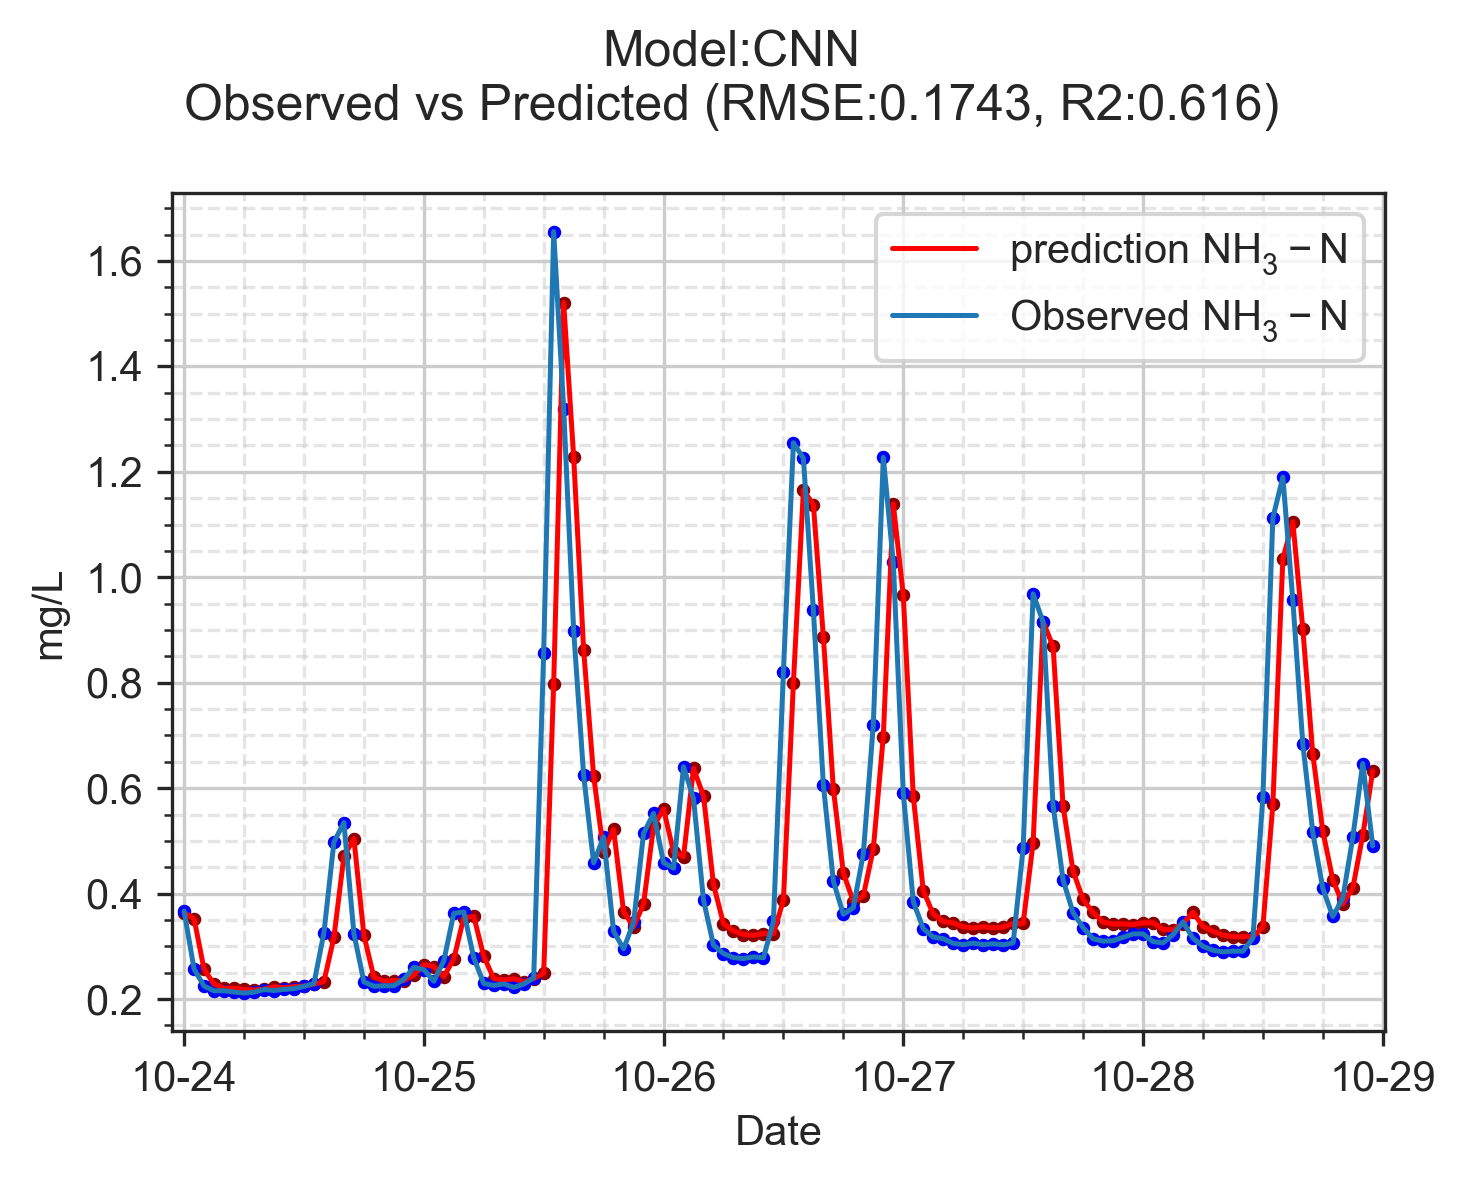 Model:CNN
Observed vs Predicted (RMSE:0.1743, R2:0.616)
prediction NH₃ − N
Observed NH₃ − N
1.6
1.4
1.2
1.0
0.8
0.6
0.4
0.2
mg/L
10-24 10-25 10-26 10-27 10-28 10-29
Date